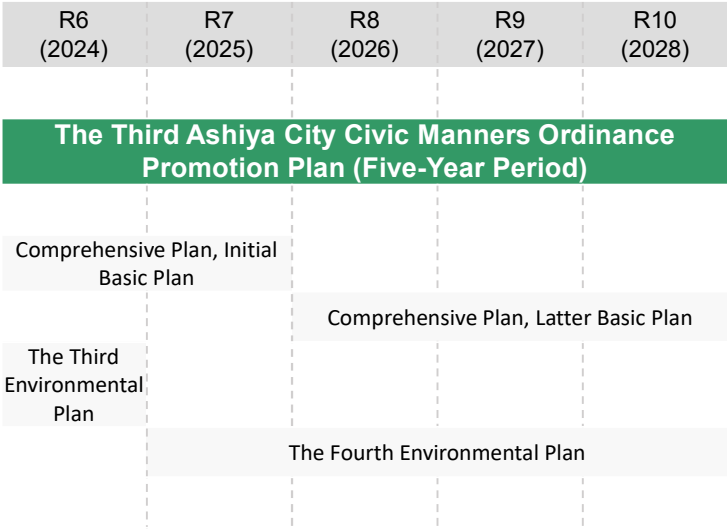 R6
(2024)
R7
(2025)
R8
(2026)
R9
(2027)
R10
(2028)
The Third Ashiya City Civic Manners Ordinance
Promotion Plan (Five-Year Period)
Comprehensive Plan, Initial
Basic Plan
Comprehensive Plan, Latter Basic Plan
The Third
Environmental
Plan
The Fourth Environmental Plan